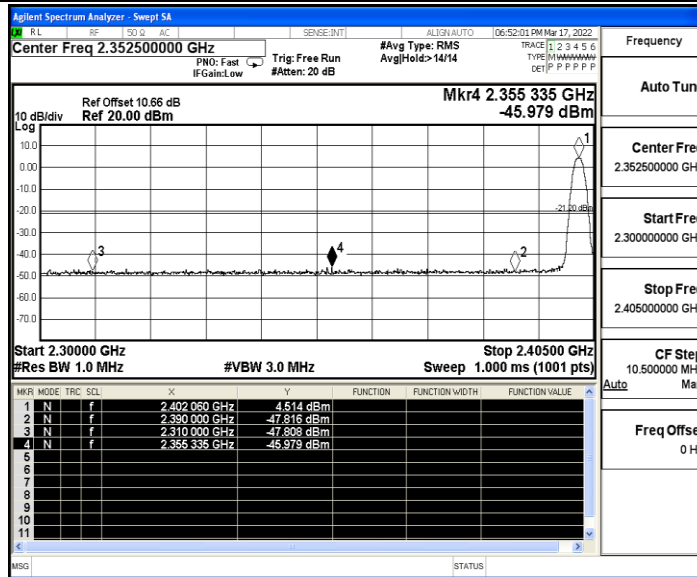 Agilent Spectrum Analyzer - Swept SA
RL RF 50 Ω AC SENSE:INT ALIGN AUTO 06:52:01 PM Mar 17, 2022
Center Freq 2.352500000 GHz
PNO: Fast Trig: Free Run #Avg Type: RMS TRACE 1 2 3 4 5 6
IFGain:Low #Atten: 20 dB Avg|Hold:>14/14 TYPE M W W W W W
DET P P P P P P
Ref Offset 10.66 dB Mkr4 2.355 335 GHz
10 dB/div Ref 20.00 dBm -45.979 dBm
Log
10.0
0.00
-10.0
-20.0
-30.0
-40.0
-50.0
-60.0
-70.0
1
-21.20 dBm
3
4
2
Start 2.30000 GHz Stop 2.40500 GHz
#Res BW 1.0 MHz #VBW 3.0 MHz Sweep 1.000 ms (1001 pts)
MKR MODE TRC SCL X Y FUNCTION FUNCTION WIDTH FUNCTION VALUE
1 N f 2.402 060 GHz 4.514 dBm
2 N f 2.390 000 GHz -47.816 dBm
3 N f 2.310 000 GHz -47.808 dBm
4 N f 2.355 335 GHz -45.979 dBm
5
6
7
8
9
10
11
MSG STATUS
Frequency
Auto Tun
Center Fre
2.352500000 GH
Start Fre
2.300000000 GH
Stop Fre
2.405000000 GH
CF Ste
10.500000 MH
Auto Ma
Freq Offse
0 H